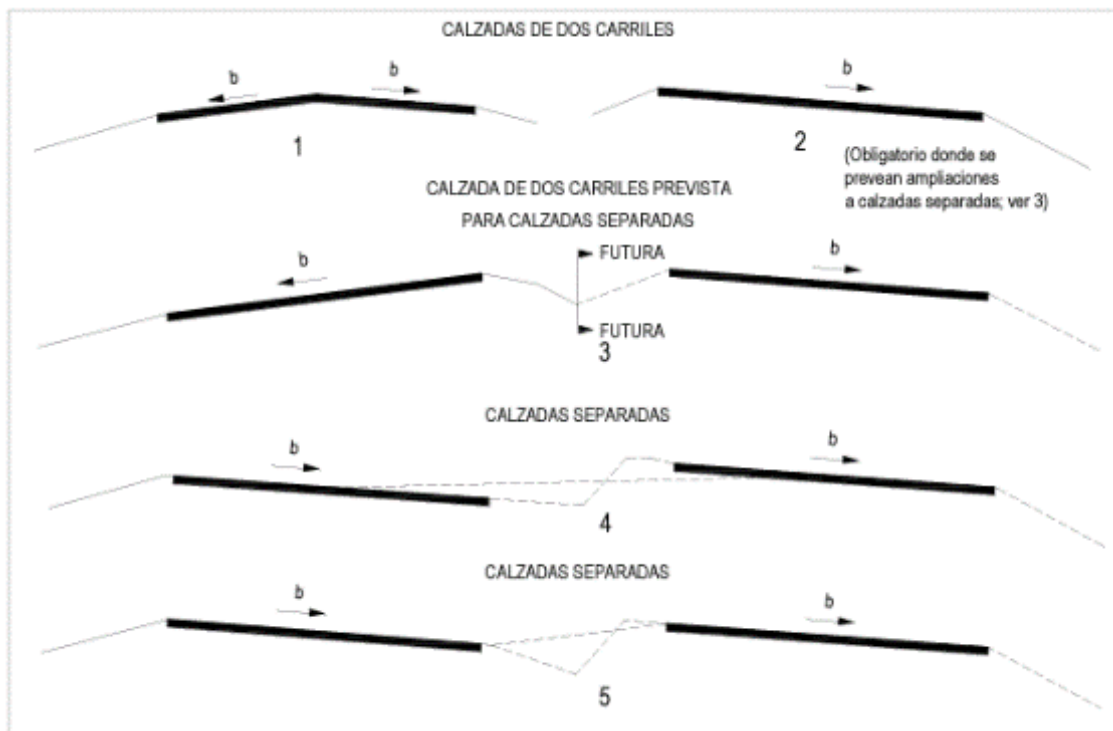 CALZADAS DE DOS CARRILES
b
b
b
1
2
(Obligatorio donde se
prevean ampliaciones
a calzadas separadas; ver 3)
CALZADA DE DOS CARRILES PREVISTA
PARA CALZADAS SEPARADAS
b
FUTURA
b
FUTURA
3
CALZADAS SEPARADAS
b
b
4
CALZADAS SEPARADAS
b
b
5